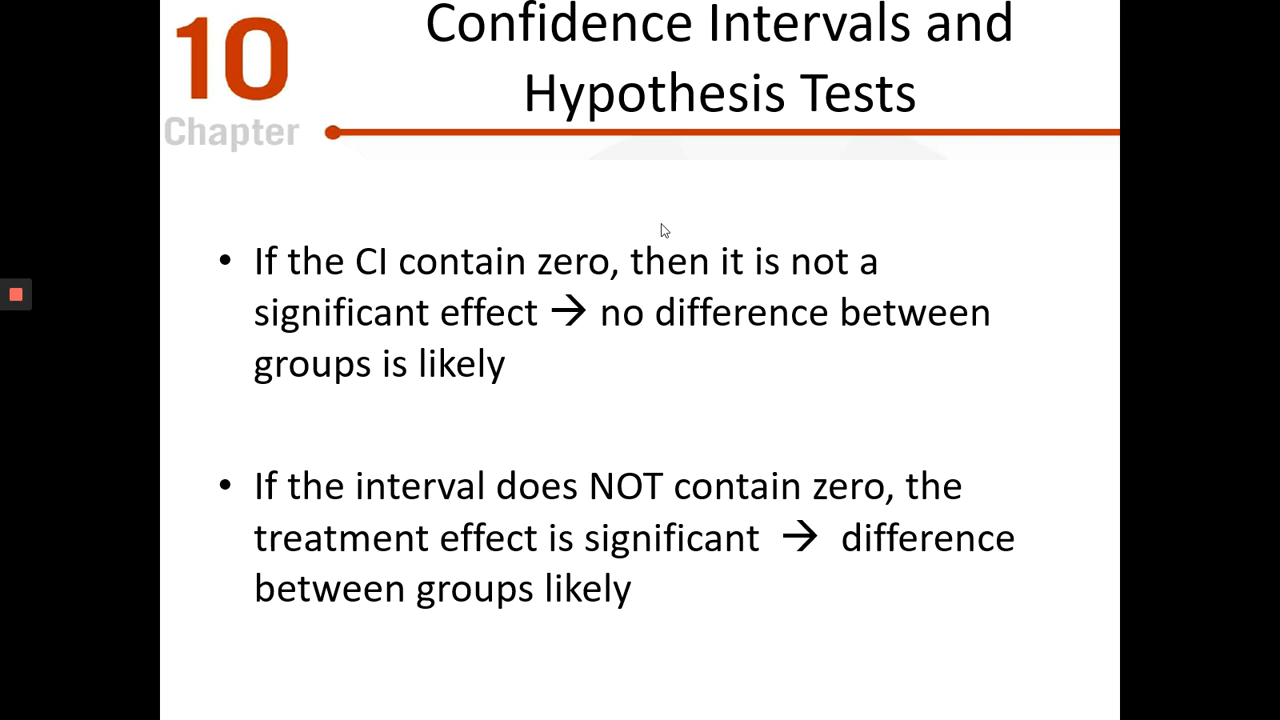 10
Chapter
Confidence Intervals and
Hypothesis Tests
• If the CI contain zero, then it is not a
significant effect → no difference between
groups is likely
• If the interval does NOT contain zero, the
treatment effect is significant → difference
between groups likely